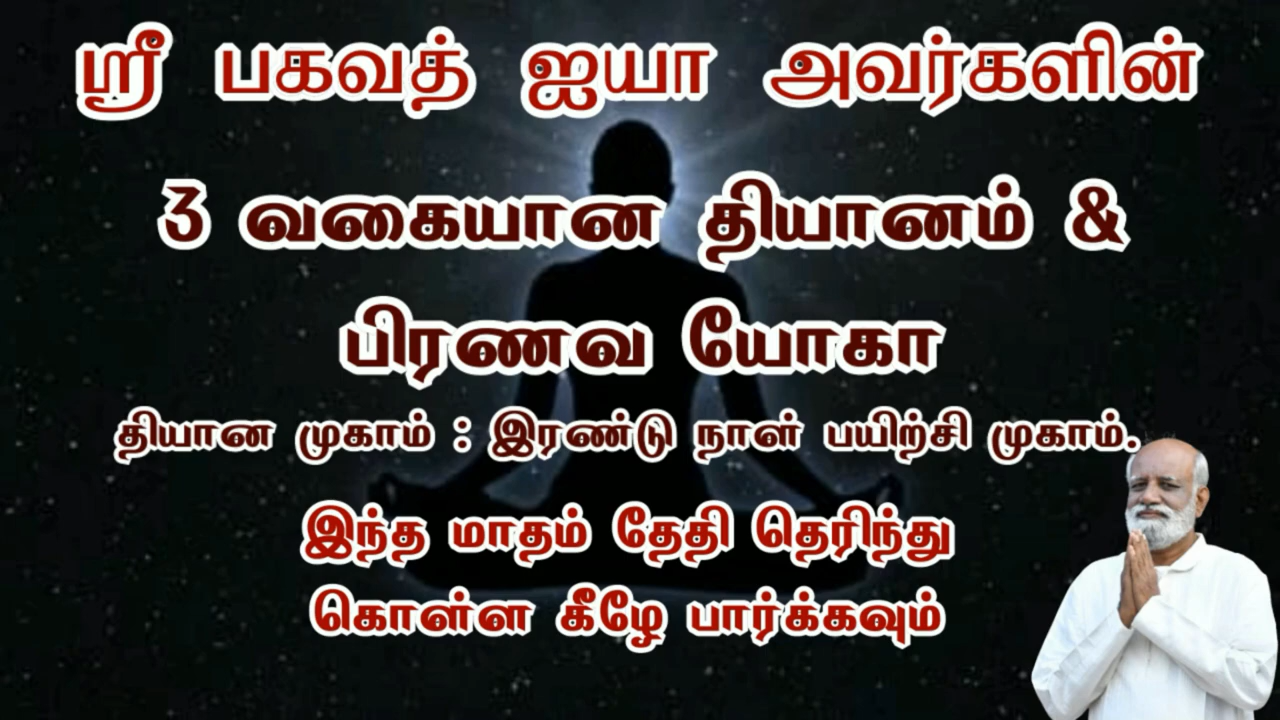 ஸ்ரீ பகவத் ஐயா அவர்களின்
3 வகையான தியானம் &
பிரணவ யோகா
தியான முகாம் : இரண்டு நாள் பயிற்சி முகாம்.
இந்த மாதம் தேதி தெரிந்து
கொள்ள கீழே பார்க்கவும்